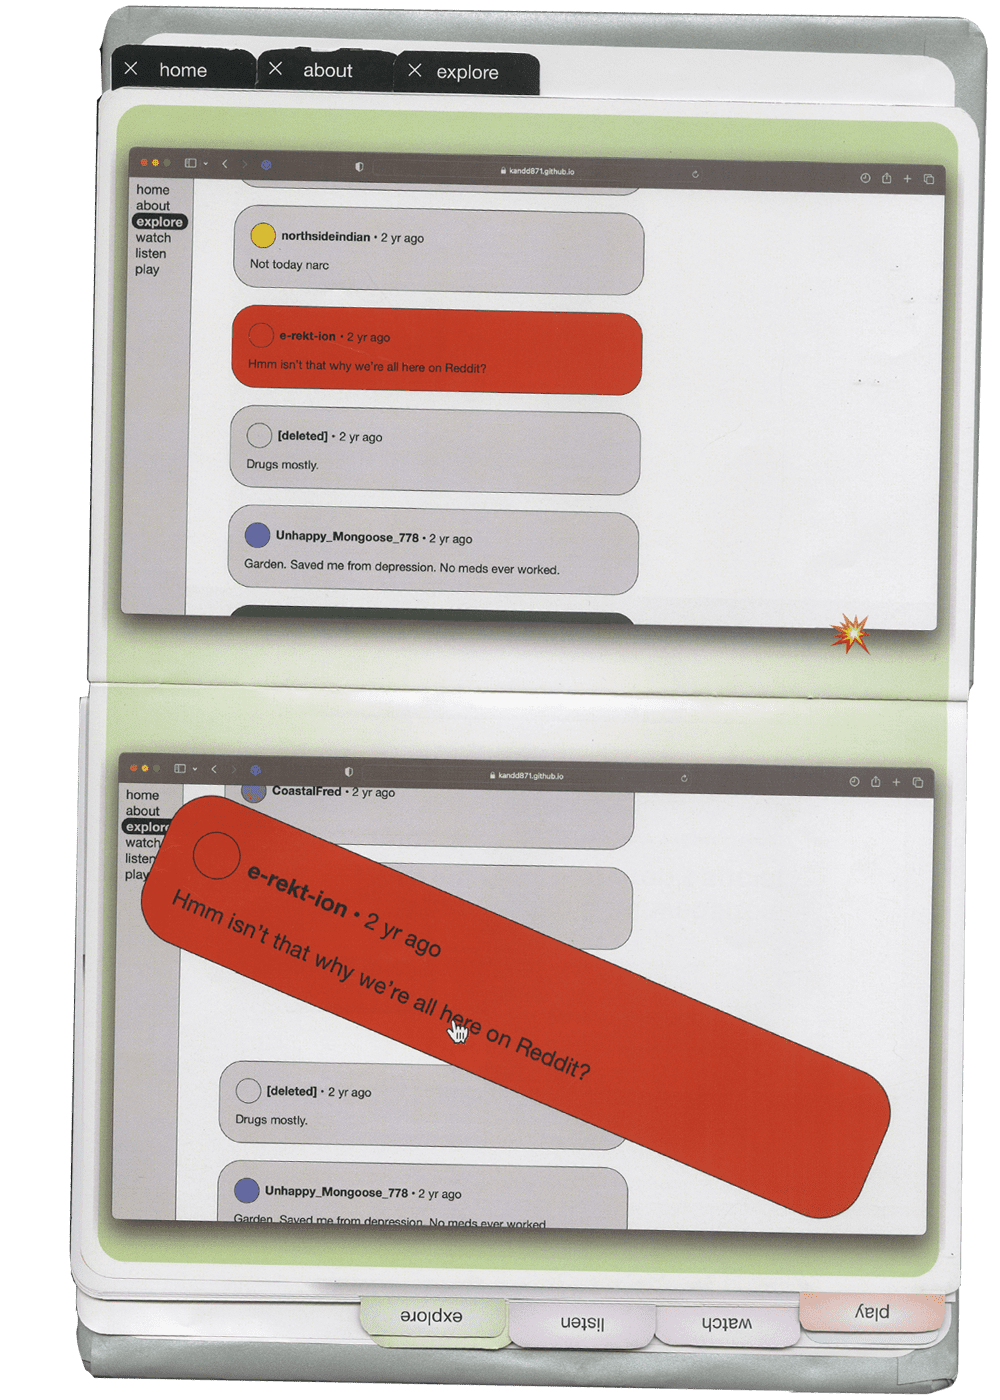 × home × about × explore
kandd871.github.io
home
about
explore
watch
listen
play
northsideindian • 2 yr ago
Not today narc
e-rekt-ion • 2 yr ago
Hmm isn't that why we're all here on Reddit?
[deleted] • 2 yr ago
Drugs mostly.
Unhappy_Mongoose_778 • 2 yr ago
Garden. Saved me from depression. No meds ever worked.
kandd871.github.io
home
about
explore
watch
listen
play
CoastalFred • 2 yr ago
e-rekt-ion • 2 yr ago
Hmm isn't that why we're all here on Reddit?
[deleted] • 2 yr ago
Drugs mostly.
Unhappy_Mongoose_778 • 2 yr ago
Garden. Saved me from depression. No meds ever worked
explore listen watch play